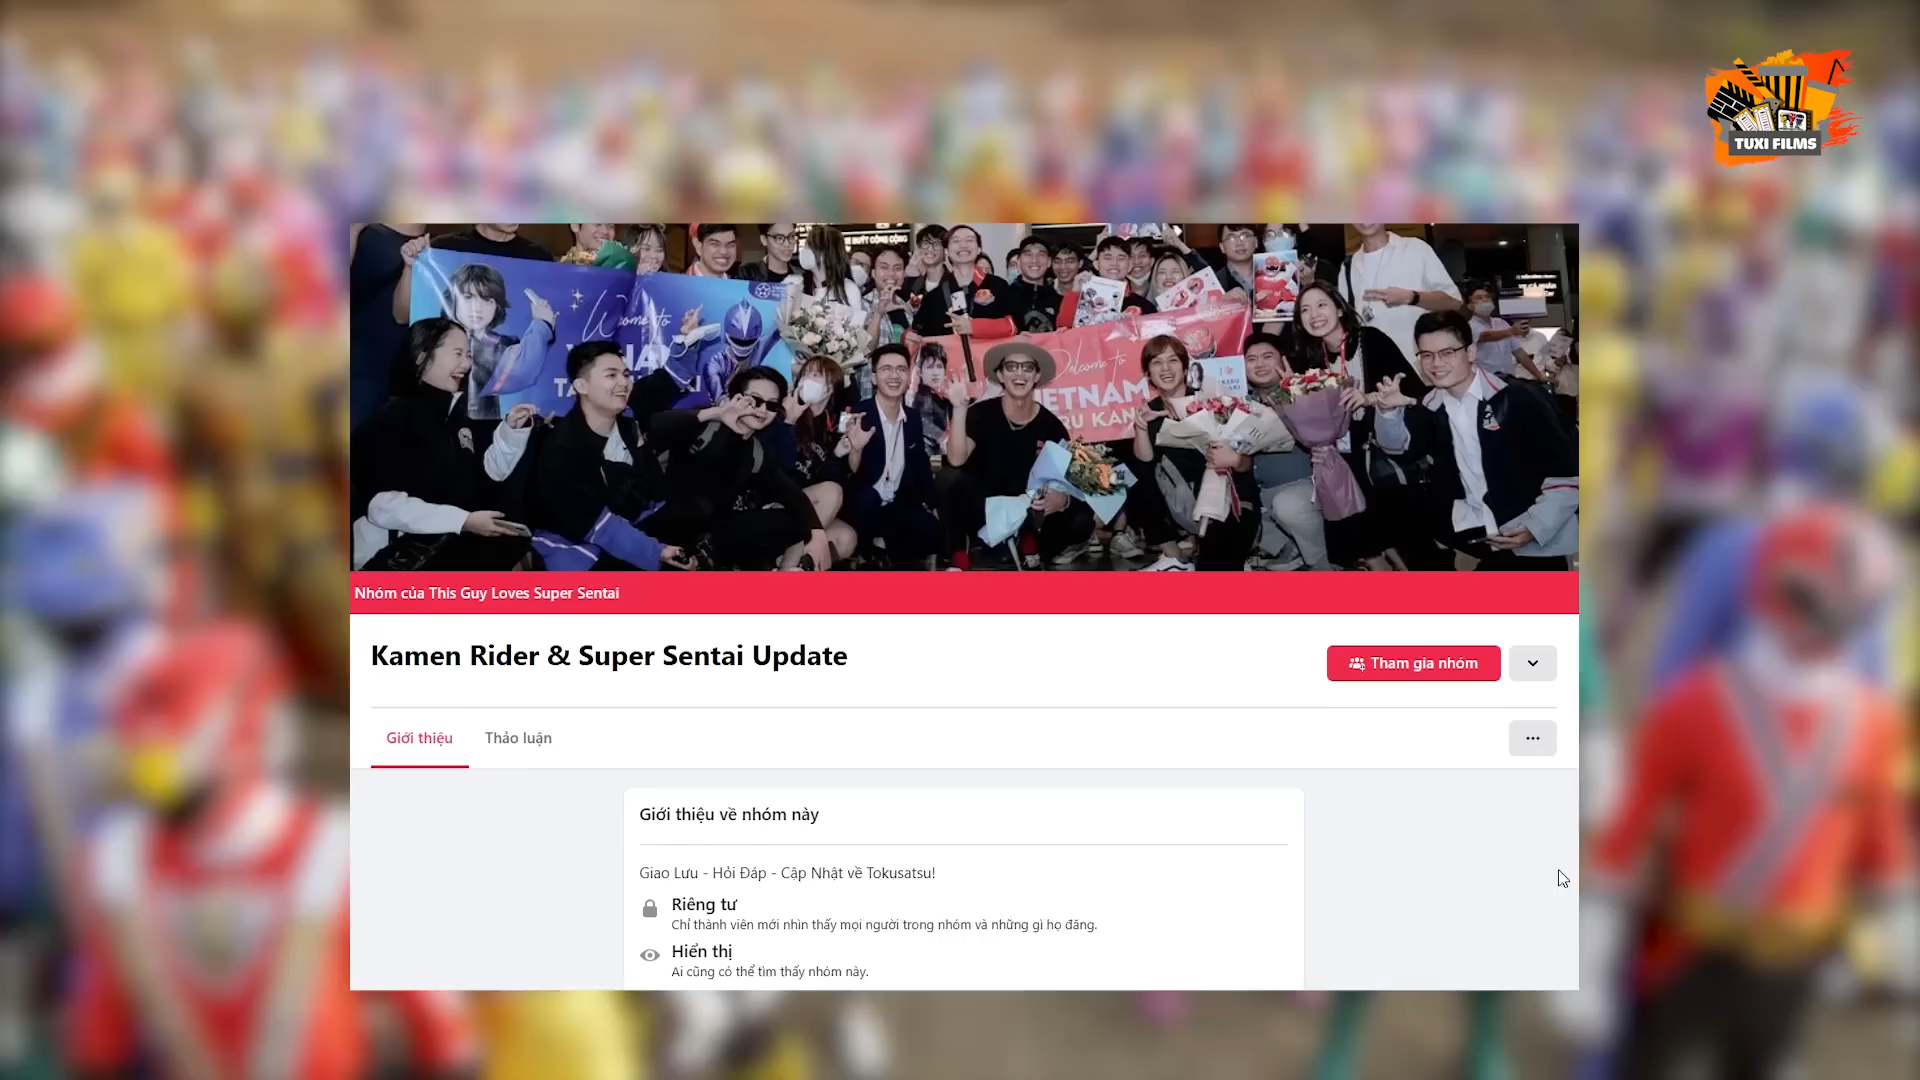 TUXI FILMS
Welcome to
Welcome to
VIETNAM
Nhóm của This Guy Loves Super Sentai
Kamen Rider & Super Sentai Update
Tham gia nhóm
Giới thiệu
Thảo luận
Giới thiệu về nhóm này
Giao Lưu - Hỏi Đáp - Cập Nhật về Tokusatsu!
Riêng tư
Chỉ thành viên mới nhìn thấy mọi người trong nhóm và những gì họ đăng.
Hiển thị
Ai cũng có thể tìm thấy nhóm này.